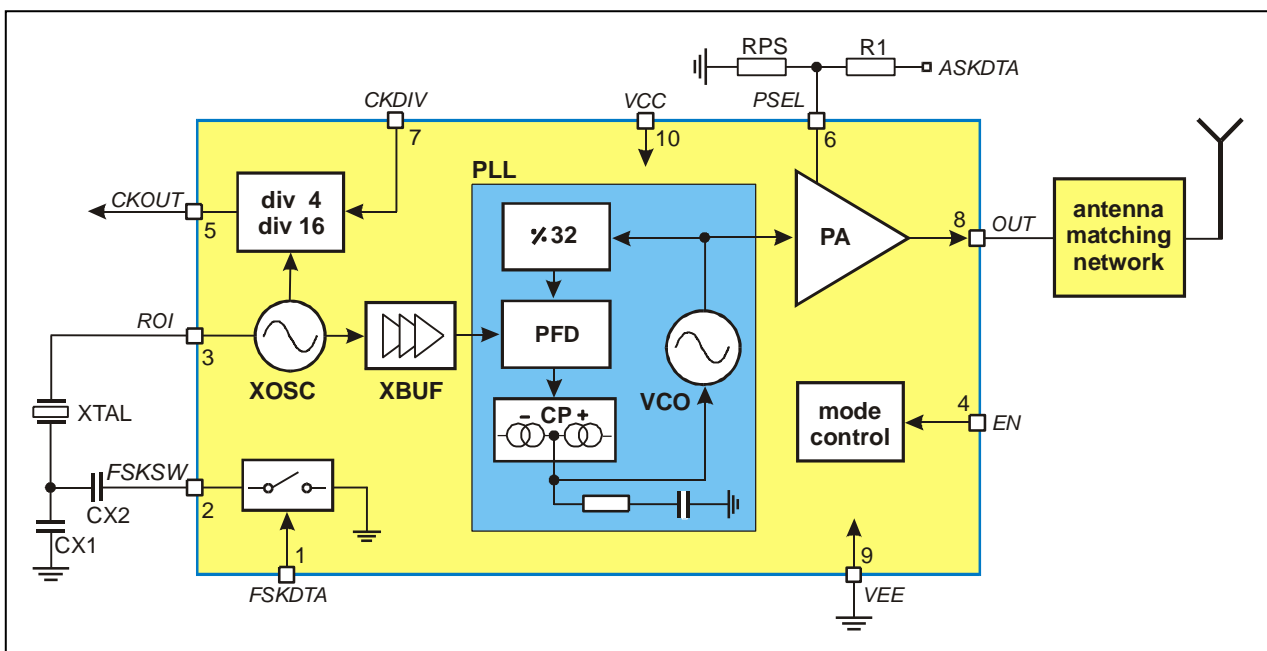 RPS
R1
ASKDTA
CKDIV
VCC
PSEL
7
10
6
PLL
CKOUT
5
div 4
div 16
٪32
PA
8
OUT
antenna
matching
network
ROI
3
XOSC
XBUF
PFD
VCO
XTAL
- CP +
mode
control
4
EN
FSKSW
2
CX2
CX1
1
FSKDTA
9
VEE